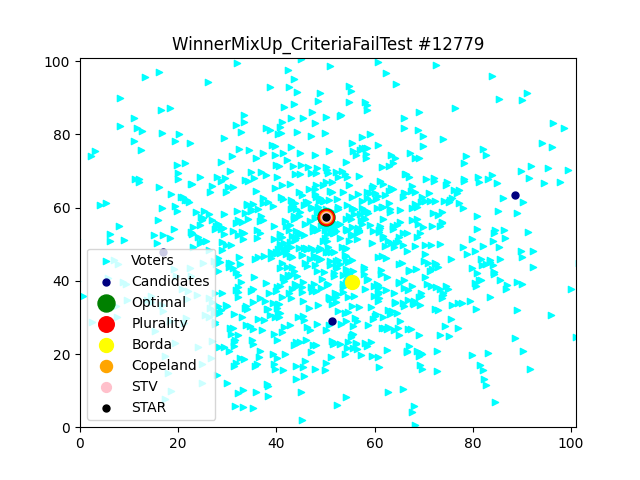 WinnerMixUp_CriteriaFailTest #12779
100
80
60
40
20
0
0 20 40 60 80 100
Voters
Candidates
Optimal
Plurality
Borda
Copeland
STV
STAR